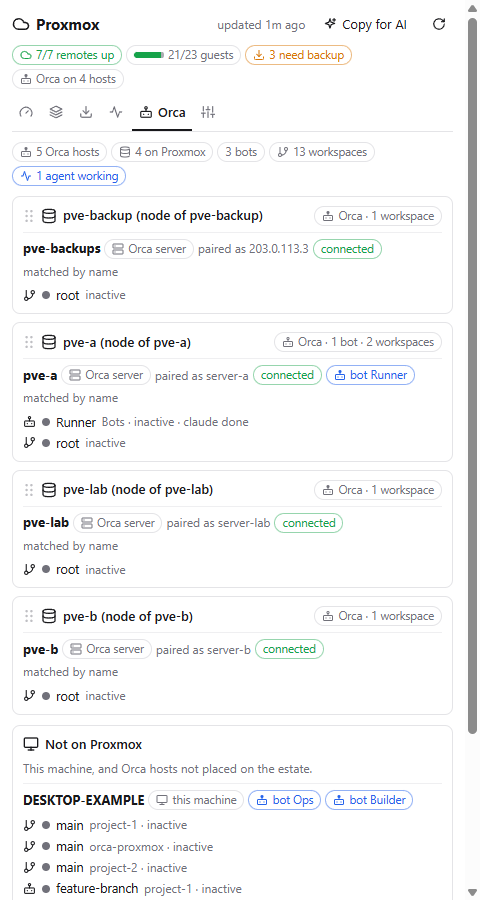 Proxmox updated 1m ago Copy for AI
7/7 remotes up 21/23 guests 3 need backup
Orca on 4 hosts
Orca
5 Orca hosts 4 on Proxmox 3 bots 13 workspaces
1 agent working
pve-backup (node of pve-backup) Orca · 1 workspace
pve-backups Orca server paired as 203.0.113.3 connected
matched by name
root inactive
pve-a (node of pve-a) Orca · 1 bot · 2 workspaces
pve-a Orca server paired as server-a connected bot Runner
matched by name
Runner Bots · inactive · claude done
root inactive
pve-lab (node of pve-lab) Orca · 1 workspace
pve-lab Orca server paired as server-lab connected
matched by name
root inactive
pve-b (node of pve-b) Orca · 1 workspace
pve-b Orca server paired as server-b connected
matched by name
root inactive
Not on Proxmox
This machine, and Orca hosts not placed on the estate.
DESKTOP-EXAMPLE this machine bot Ops bot Builder
main project-1 · inactive
main orca-proxmox · inactive
main project-2 · inactive
feature-branch project-1 · inactive